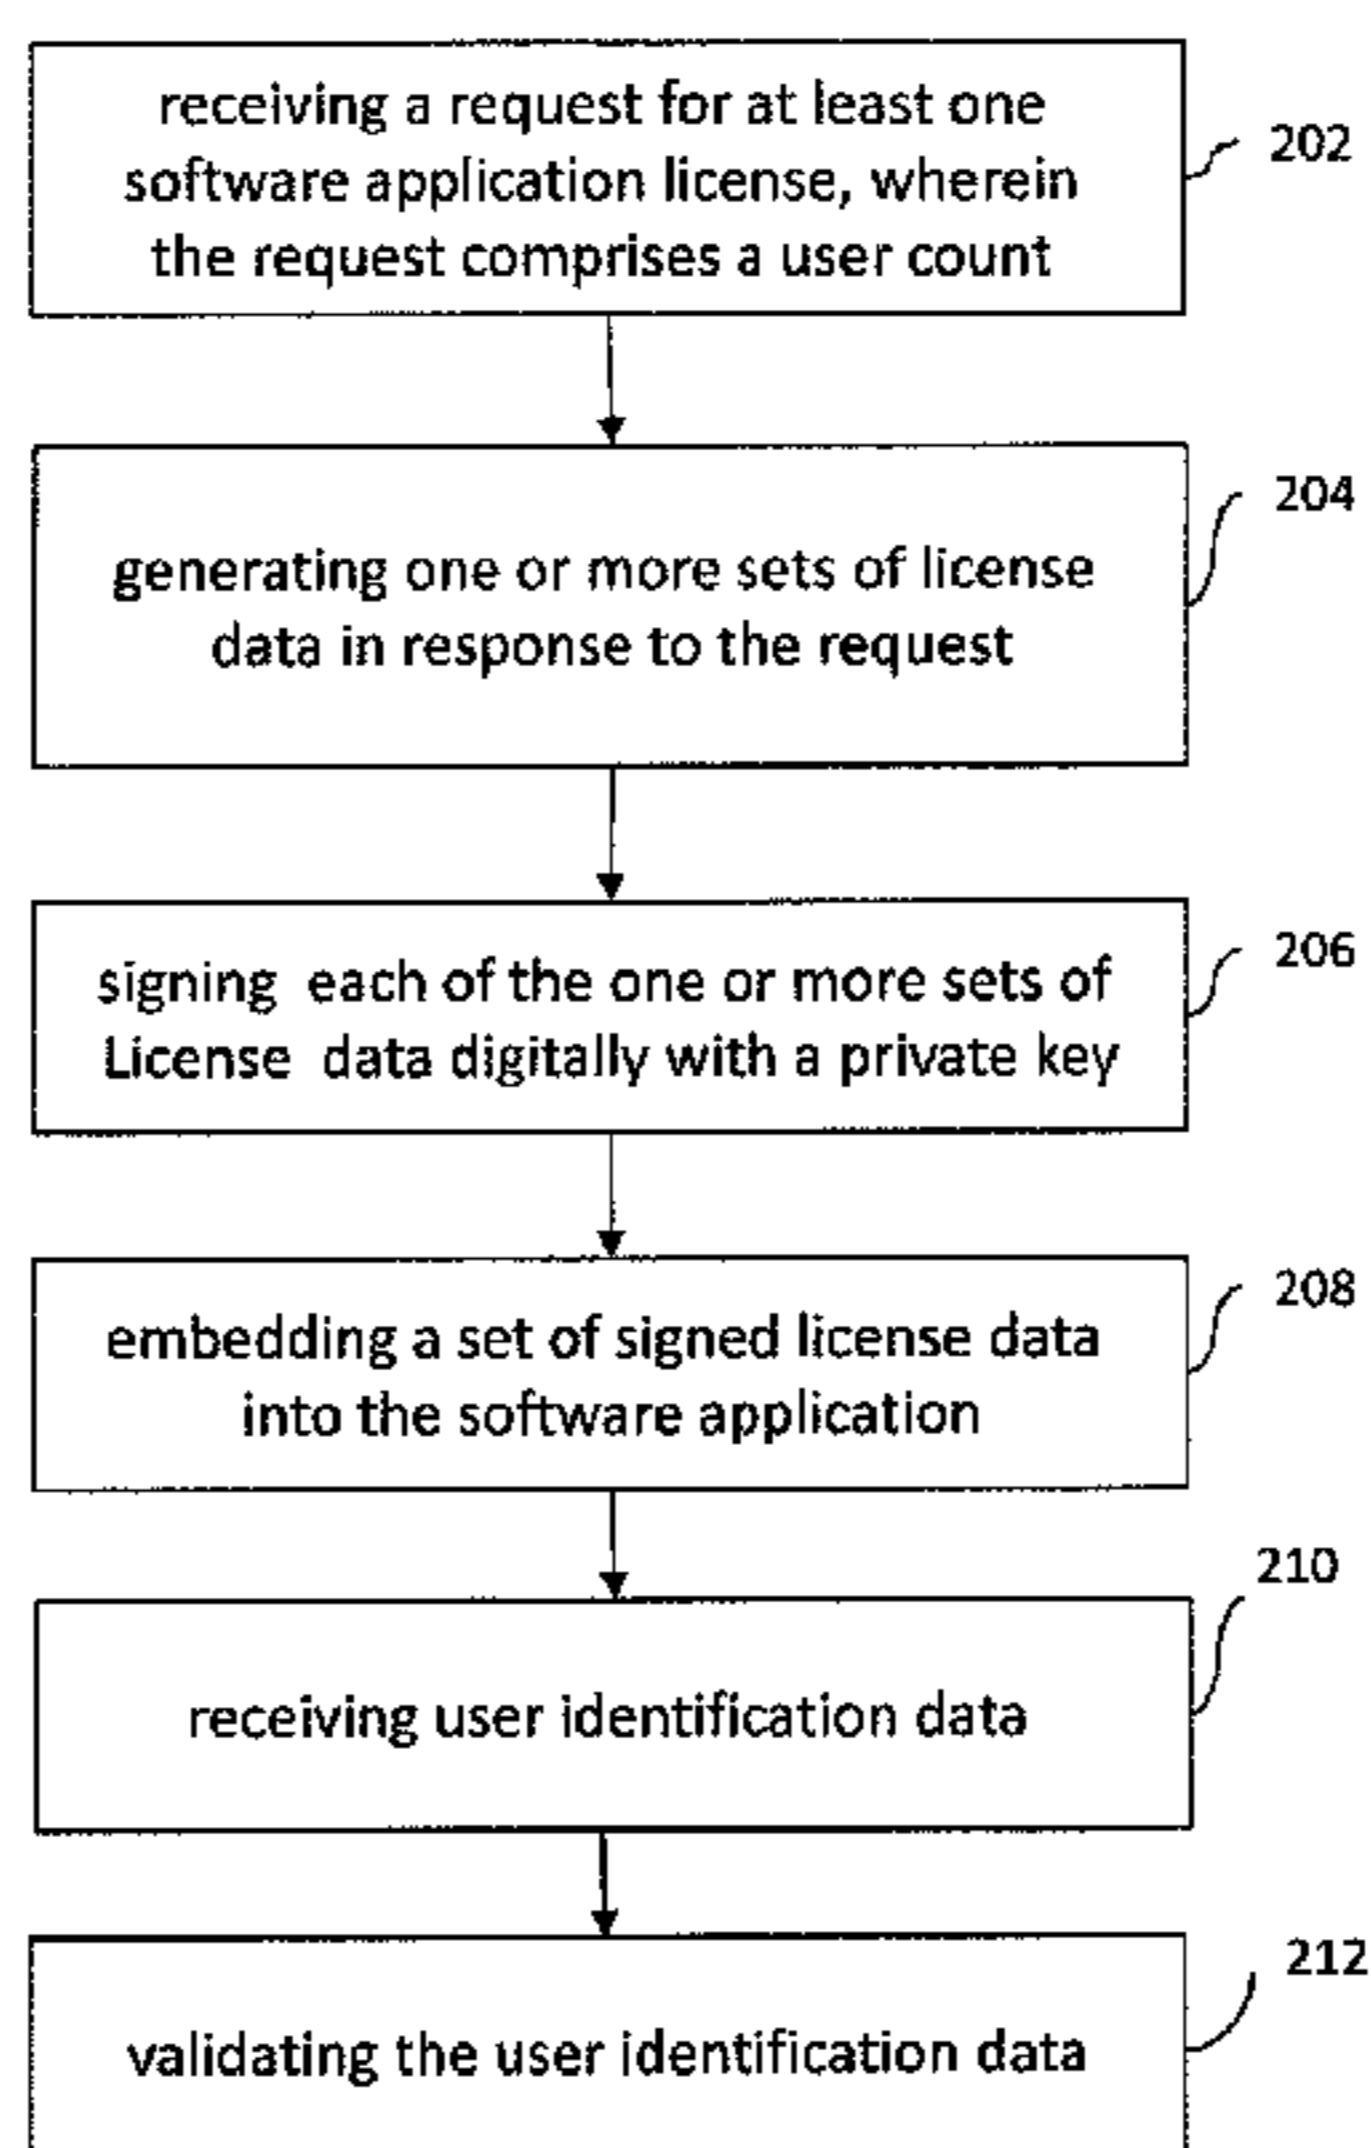 receiving a request for at least one
software application license, wherein
the request comprises a user count
202
generating one or more sets of license
data in response to the request
204
signing each of the one or more sets of
License data digitally with a private key
206
embedding a set of signed license data
into the software application
208
receiving user identification data
210
validating the user identification data
212